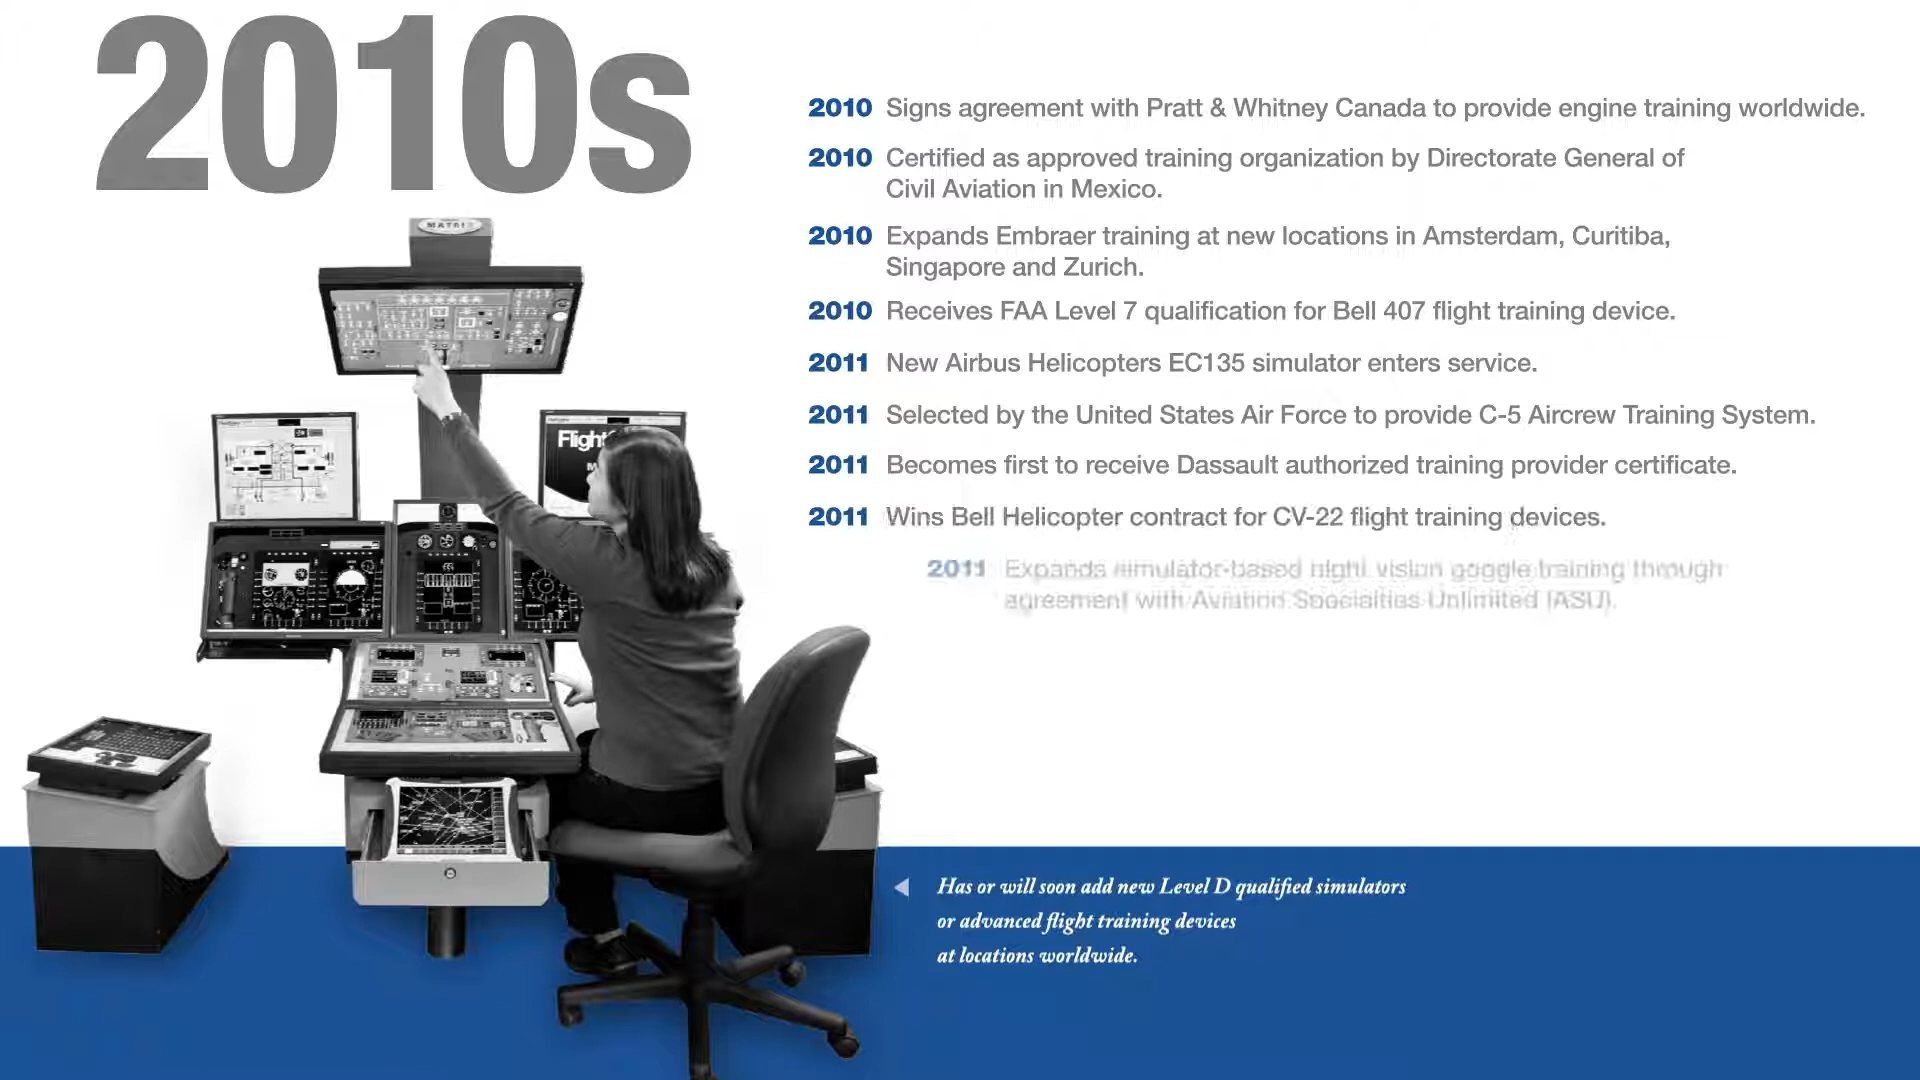 2010s
2010 Signs agreement with Pratt & Whitney Canada to provide engine training worldwide.
2010 Certified as approved training organization by Directorate General of
Civil Aviation in Mexico.
2010 Expands Embraer training at new locations in Amsterdam, Curitiba,
Singapore and Zurich.
2010 Receives FAA Level 7 qualification for Bell 407 flight training device.
2011 New Airbus Helicopters EC135 simulator enters service.
2011 Selected by the United States Air Force to provide C-5 Aircrew Training System.
2011 Becomes first to receive Dassault authorized training provider certificate.
2011 Wins Bell Helicopter contract for CV-22 flight training devices.
2011 Expands simulator-based night vision goggle training through
agreement with Aviation Specialties Unlimited (ASU).
MATRIX
Flight
Has or will soon add new Level D qualified simulators
or advanced flight training devices
at locations worldwide.